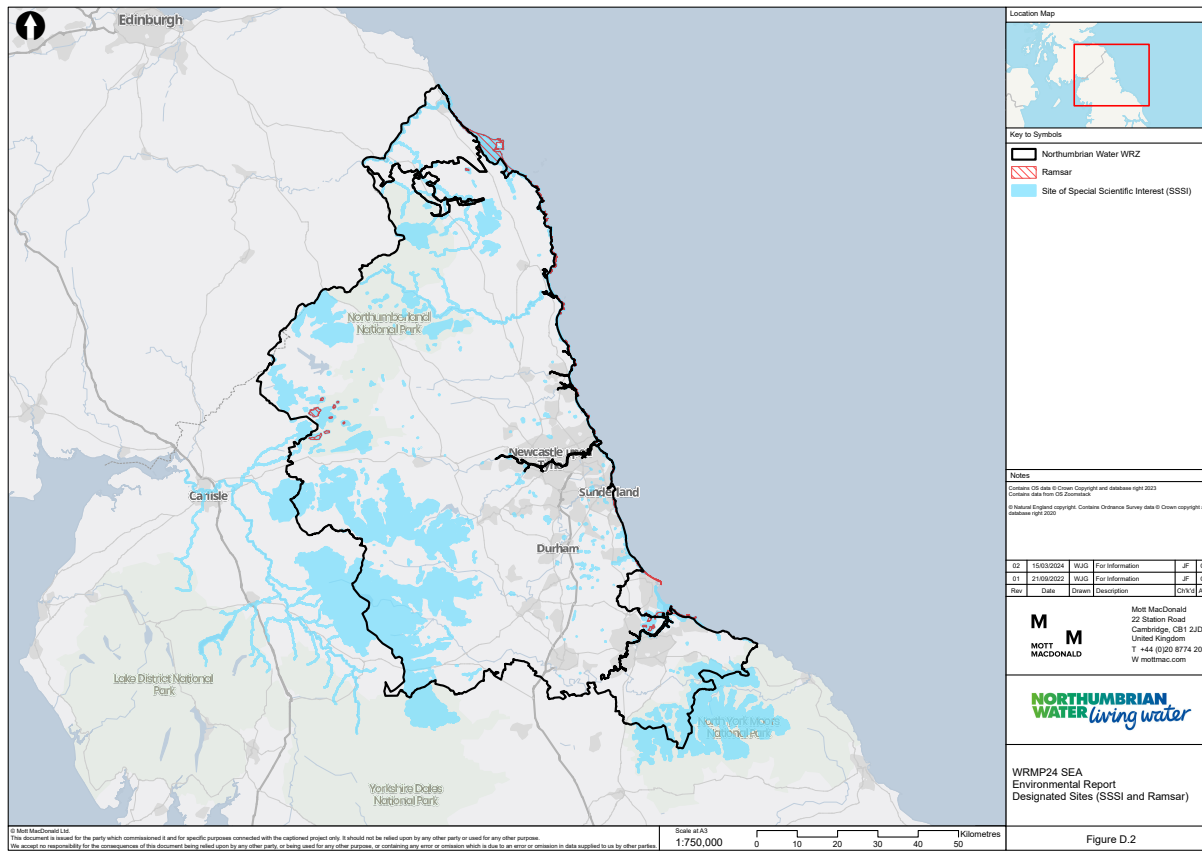 Edinburgh
Northumberland
National Park
Newcastle upon
Tyne
Carlisle
Sunderland
Durham
Lake District National
Park
North York Moors
National Park
Yorkshire Dales
National Park
Location Map
Key to Symbols
Northumbrian Water WRZ
Ramsar
Site of Special Scientific Interest (SSSI)
Notes
Contains OS data © Crown Copyright and database right 2023
Contains data from OS Zoomstack
© Natural England copyright. Contains Ordnance Survey data © Crown copyright
database right 2020
02 15/03/2024 WJG For Information JF
01 21/09/2022 WJG For Information JF
Rev Date Drawn Description Ch'k'd
M M
MOTT
MACDONALD
Mott MacDonald
22 Station Road
Cambridge, CB1 2JD
United Kingdom
T +44 (0)20 8774 20
W mottmac.com
NORTHUMBRIAN
WATER living water
WRMP24 SEA
Environmental Report
Designated Sites (SSSI and Ramsar)
Figure D.2
© Mott MacDonald Ltd.
This document is issued for the party which commissioned it and for specific purposes connected with the captioned project only. It should not be relied upon by any other party or used for any other purpose.
We accept no responsibility for the consequences of this document being relied upon by any other party, or being used for any other purpose, or containing any error or omission which is due to an error or omission in data supplied to us by other parties.
Scale at A3
1:750,000
Kilometres
0 10 20 30 40 50